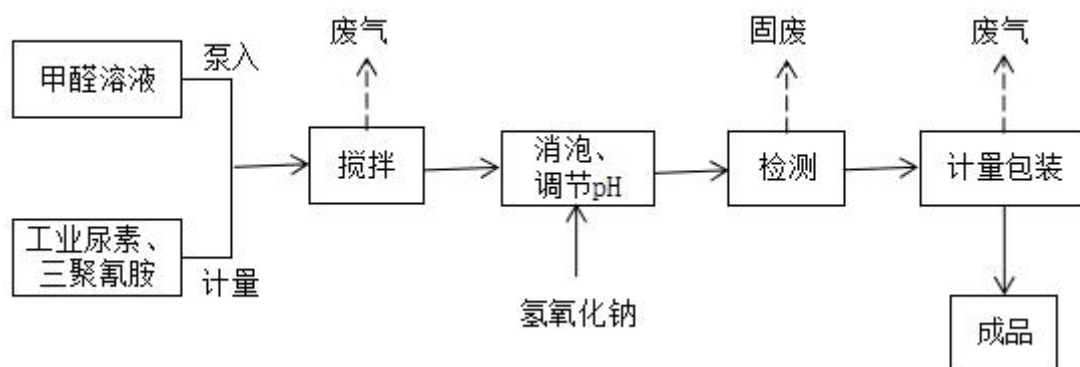 废气
固废
废气
甲醛溶液
泵入
搅拌
消泡、
调节pH
检测
计量包装
工业尿素、
三聚氰胺
计量
氢氧化钠
成品